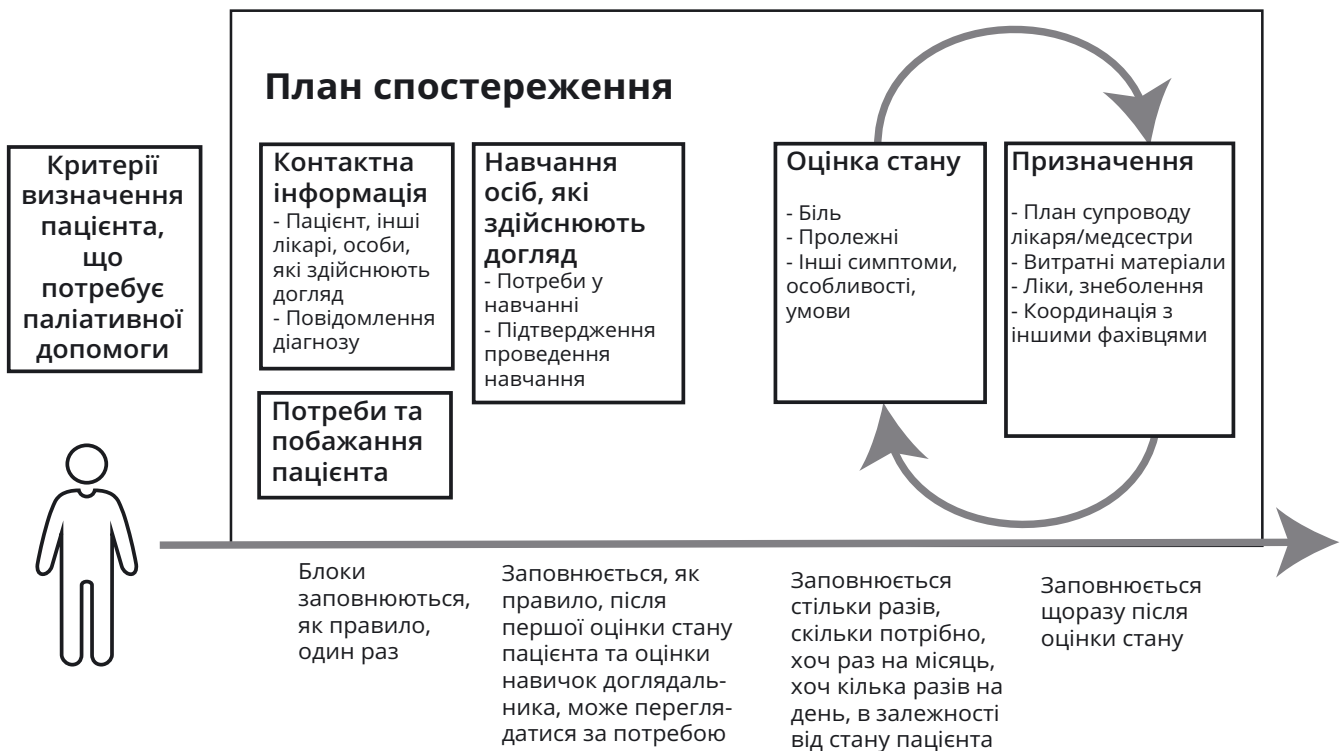 План спостереження
Критерії
визначення
пацієнта,
що
потребує
паліативної
допомоги
Контактна
інформація
- Пацієнт, інші
лікарі, особи,
які здійснюють
догляд
- Повідомлення
діагнозу
Потреби та
побажання
пацієнта
Навчання
осіб, які
здійснюють
догляд
- Потреби у
навчанні
- Підтвердження
проведення
навчання
Оцінка стану
- Біль
- Пролежні
- Інші симптоми,
особливості,
умови
Призначення
- План супроводу
лікаря/медсестри
- Витратні матеріали
- Ліки, знеболення
- Координація з
іншими фахівцями
Блоки
заповнюються,
як правило,
один раз
Заповнюється, як
правило, після
першої оцінки стану
пацієнта та оцінки
навичок доглядаль-
ника, може перегля-
датися за потребою
Заповнюється
стільки разів,
скільки потрібно,
хоч раз на місяць,
хоч кілька разів на
день, в залежності
від стану пацієнта
Заповнюється
щоразу після
оцінки стану